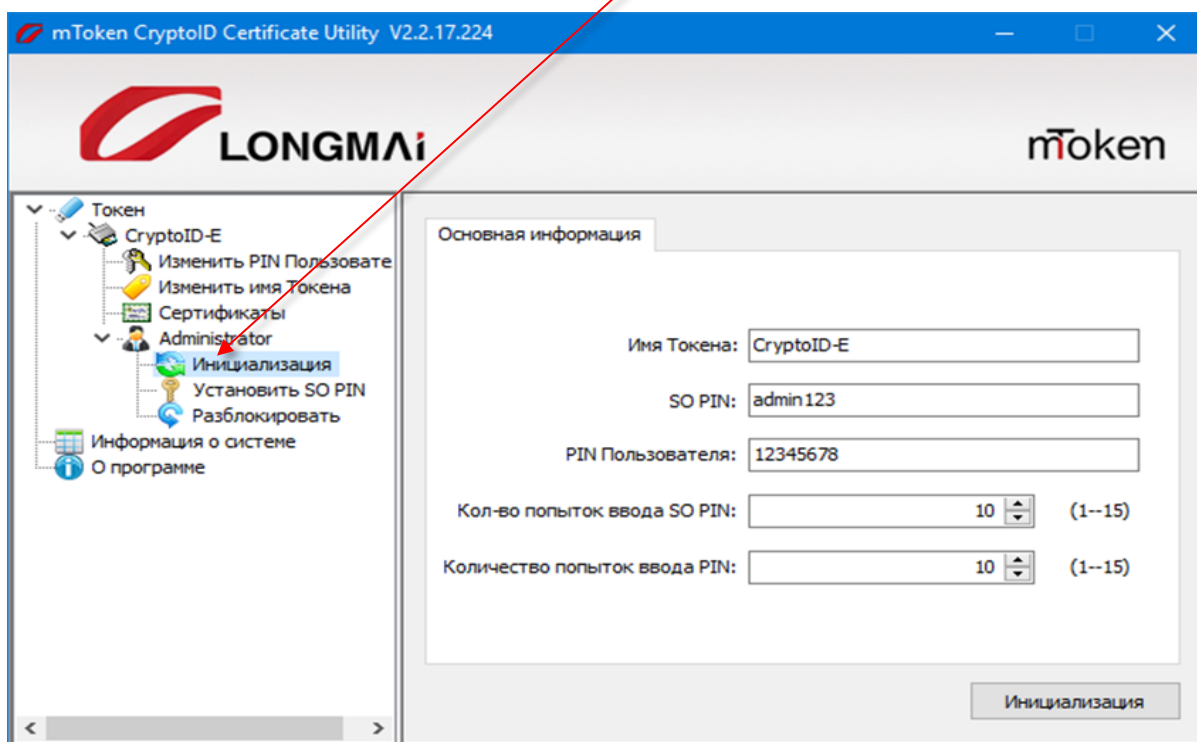 mToken CryptoID Certificate Utility V2.2.17.224
LONGMAi
mToken
Токен
CryptoID-E
Изменить PIN Пользовате
Изменить имя Токена
Сертификаты
Administrator
Инициализация
Установить SO PIN
Разблокировать
Информация о системе
О программе
Основная информация
Имя Токена: CryptoID-E
SO PIN: admin123
PIN Пользователя: 12345678
Кол-во попыток ввода SO PIN: 10 (1--15)
Количество попыток ввода PIN: 10 (1--15)
Инициализация